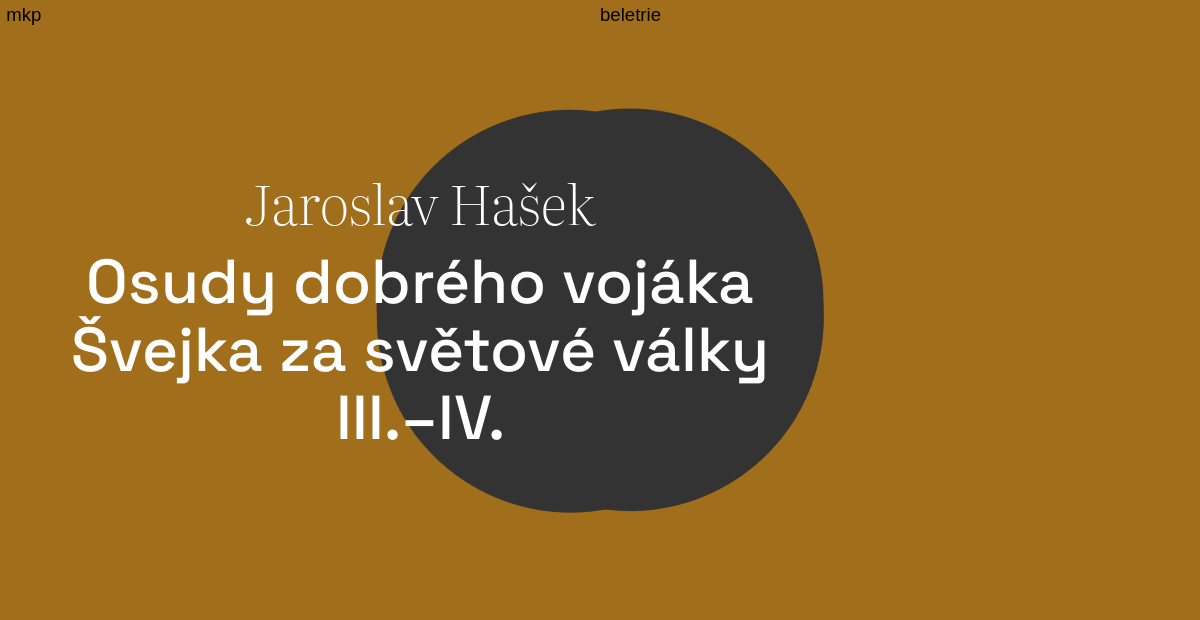 mkp
beletrie
Jaroslav Hašek
Osudy dobrého vojáka
Švejka za světové války
III.–IV.